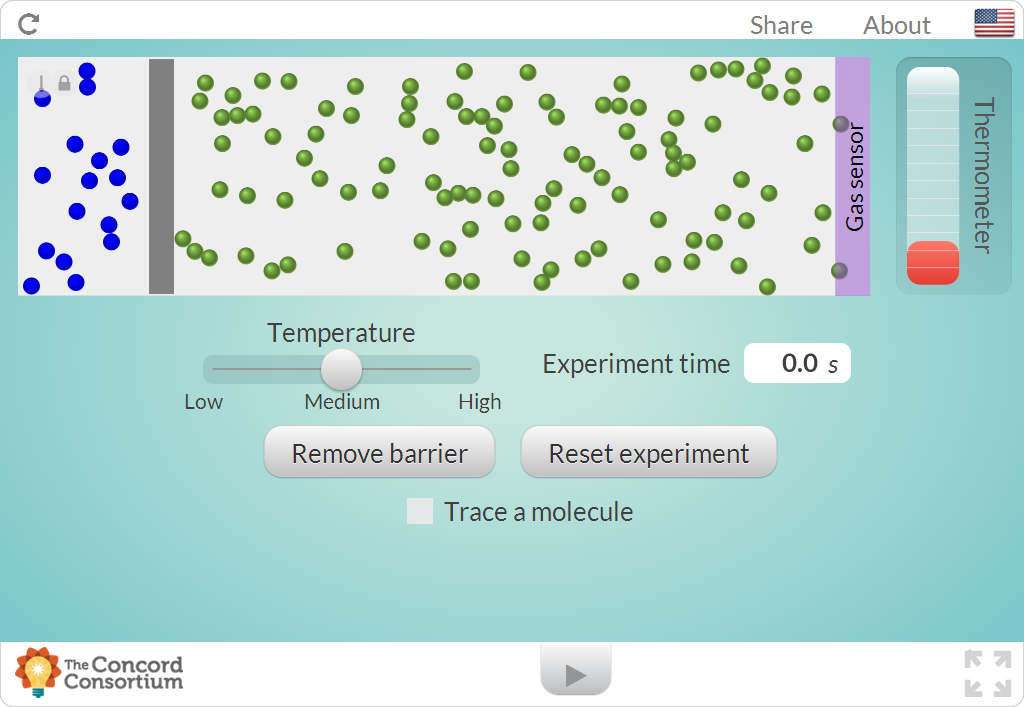 Share
About
Gas sensor
Thermometer
Temperature
Low
Medium
High
Experiment time
0.0 s
Remove barrier
Reset experiment
Trace a molecule
The Concord
Consortium